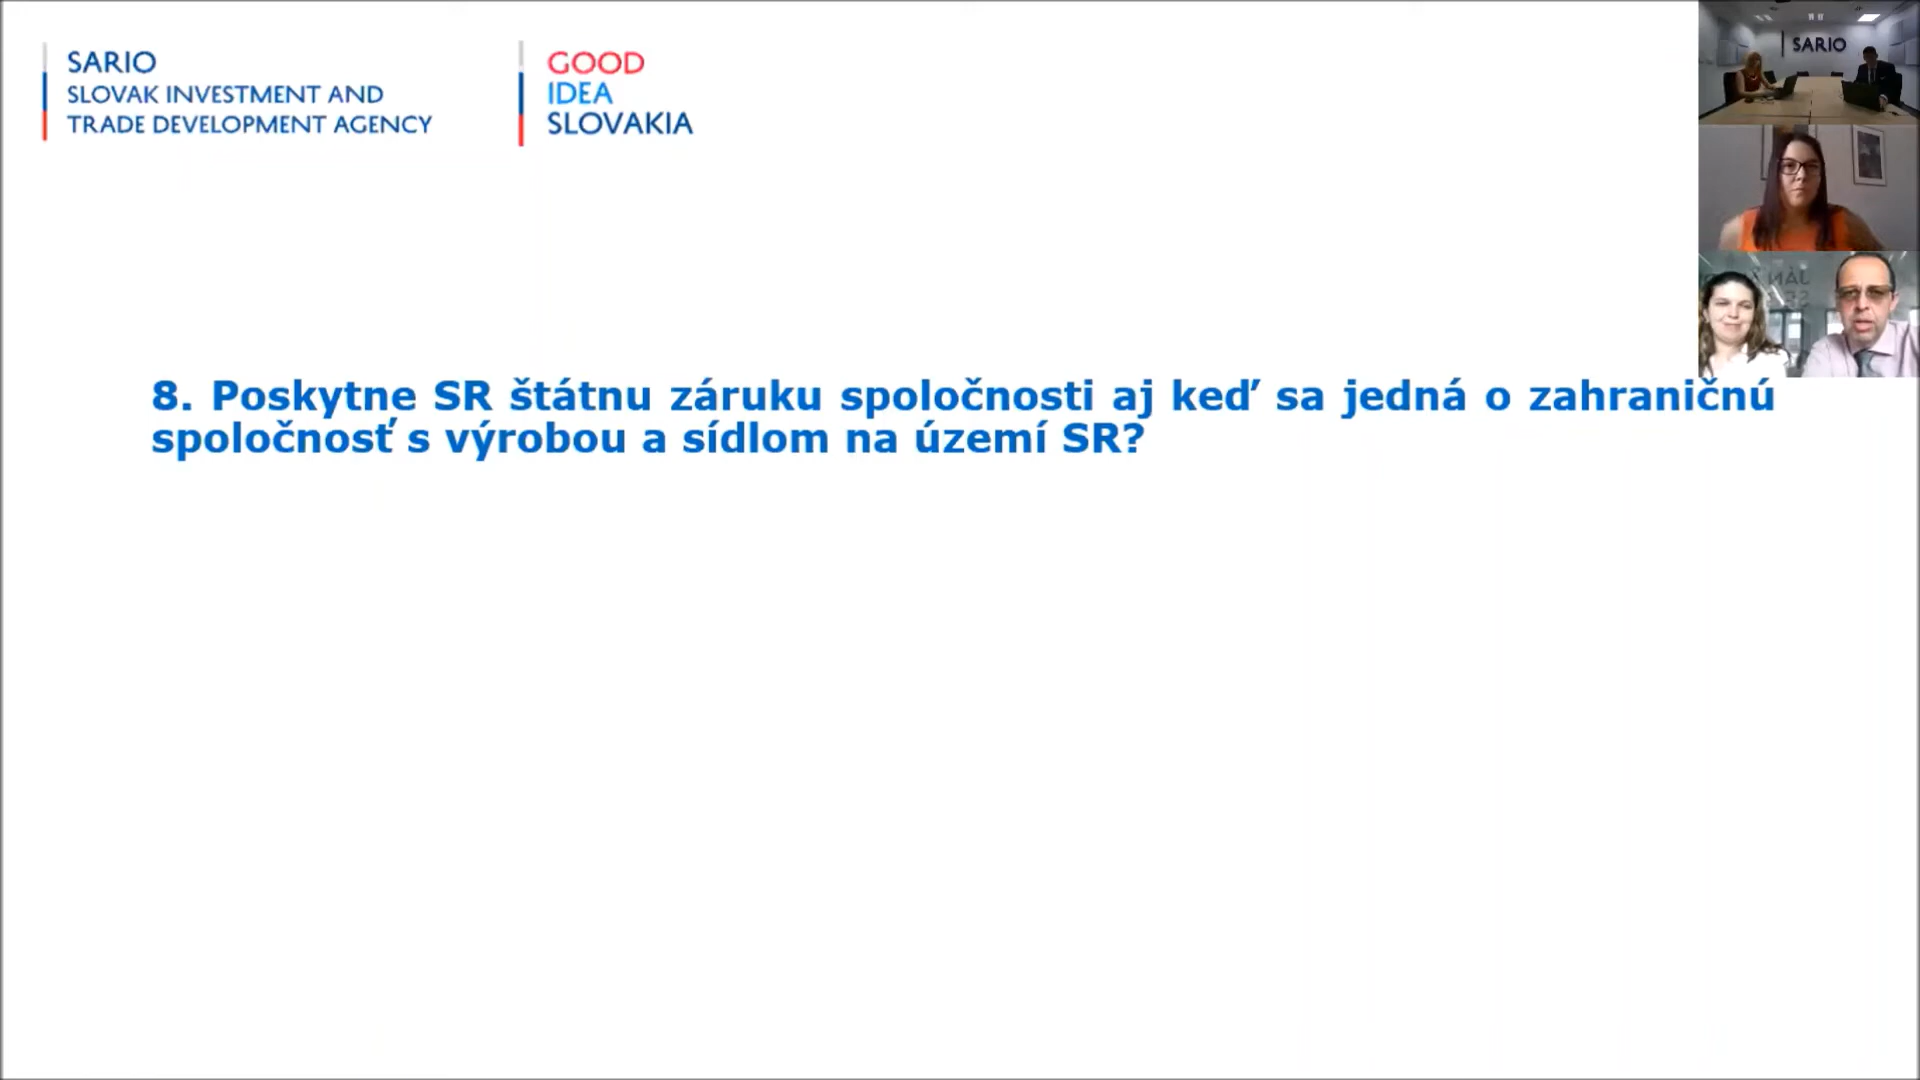 SARIO
SLOVAK INVESTMENT AND
TRADE DEVELOPMENT AGENCY
GOOD
IDEA
SLOVAKIA
SARIO
8. Poskytne SR štátnu záruku spoločnosti aj keď sa jedná o zahraničnú
spoločnosť s výrobou a sídlom na území SR?